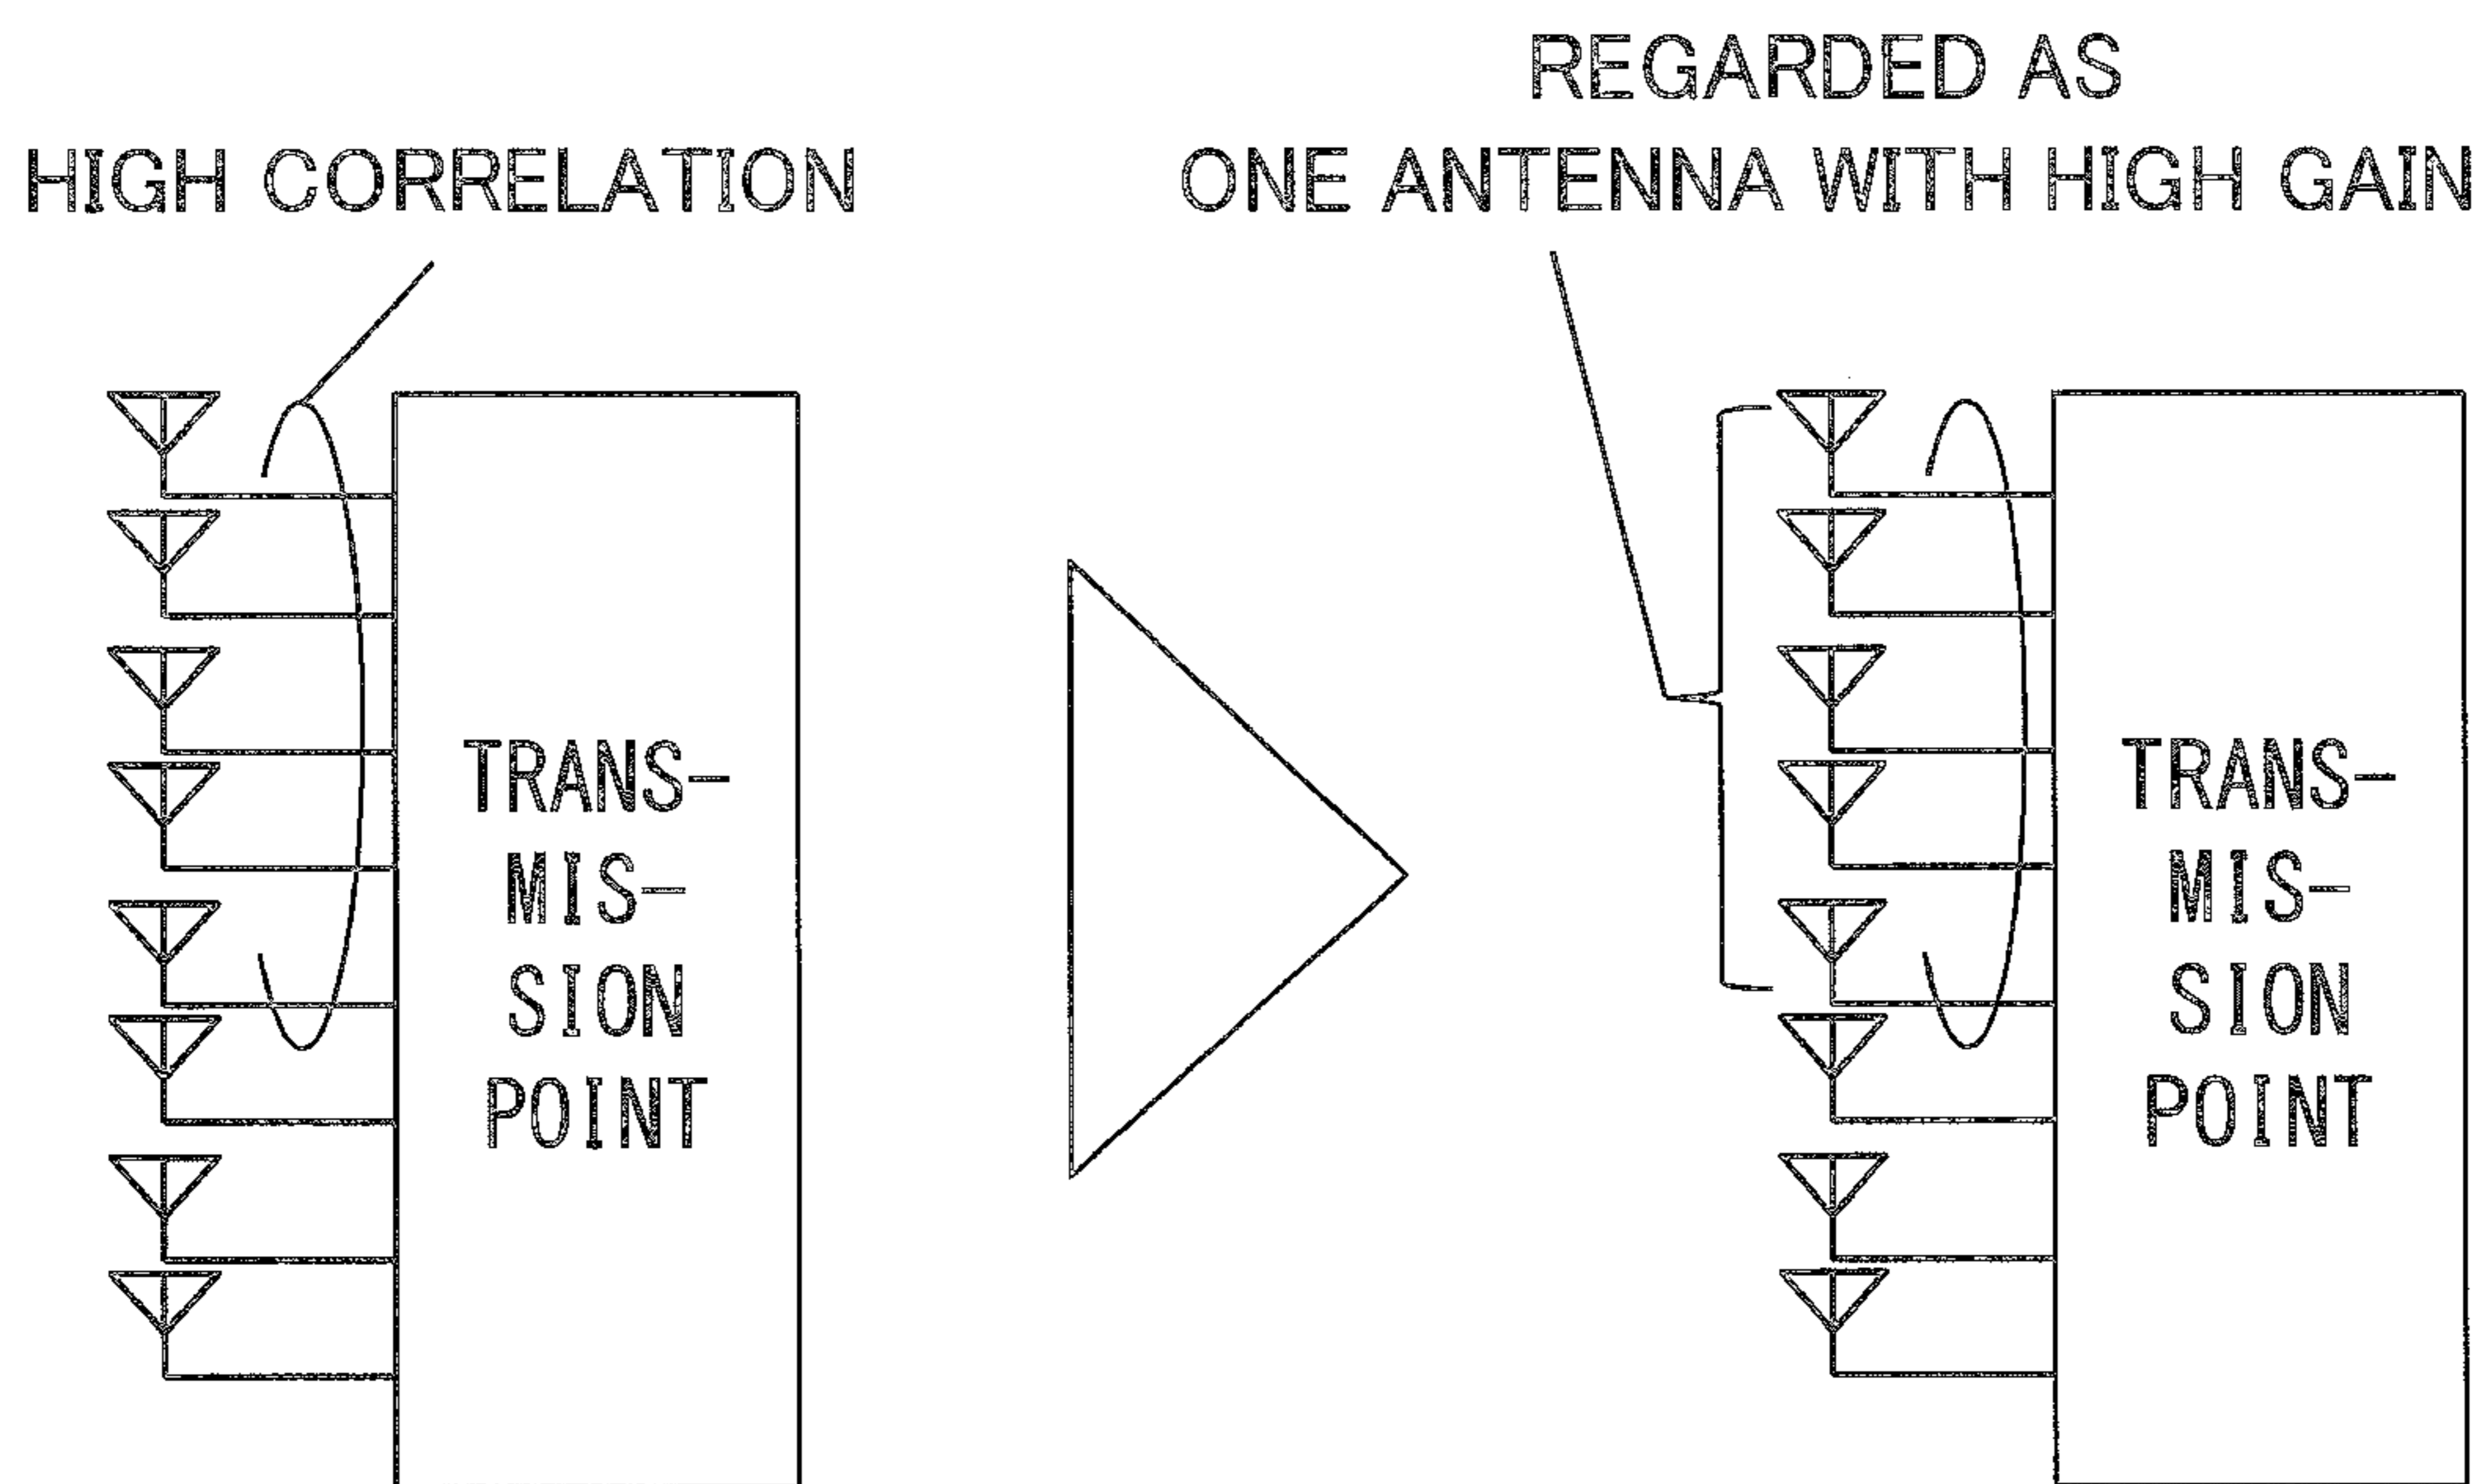 REGARDED AS
HIGH CORRELATION
ONE ANTENNA WITH HIGH GAIN
TRANS-
MIS-
SION
POINT
TRANS-
MIS-
SION
POINT